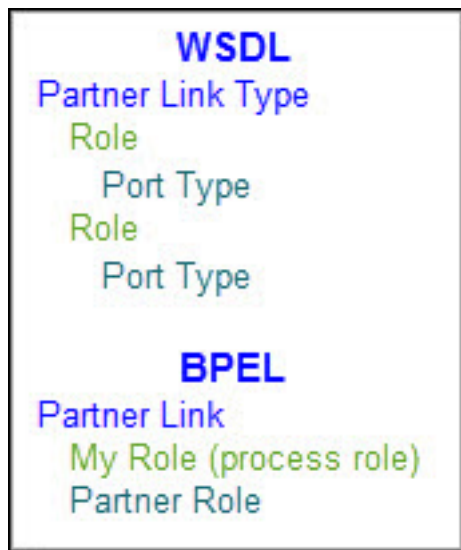 WSDL
Partner Link Type
Role
Port Type
Role
Port Type
BPEL
Partner Link
My Role (process role)
Partner Role